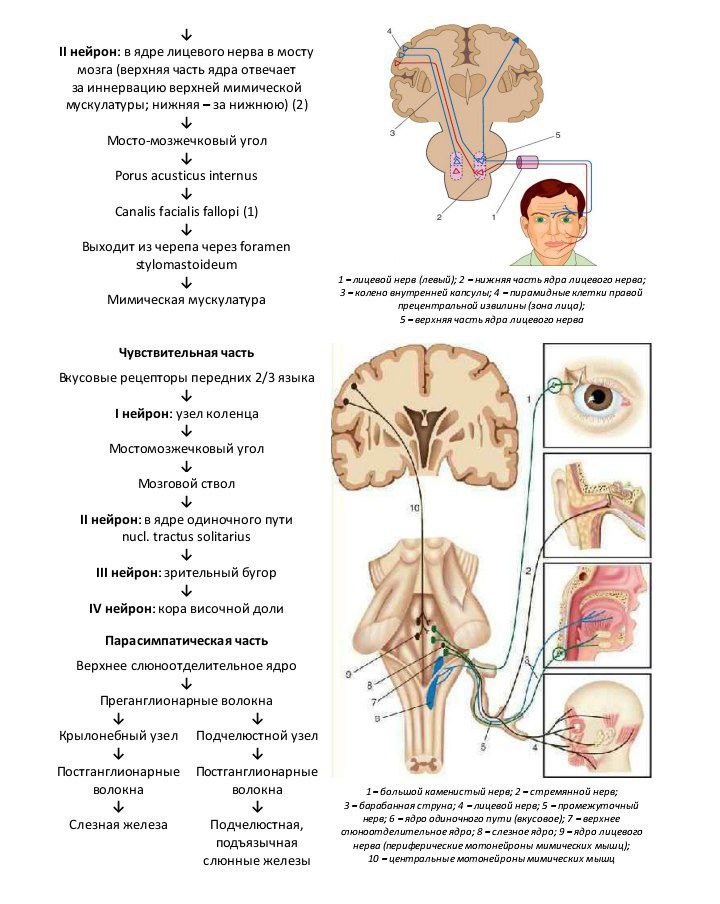 ↓
II нейрон: в ядре лицевого нерва в мосту
мозга (верхняя часть ядра отвечает
за иннервацию верхней мимической
мускулатуры; нижняя – за нижнюю) (2)
↓
Мосто-мозжечковый угол
↓
Porus acusticus internus
↓
Canalis facialis fallopi (1)
↓
Выходит из черепа через foramen
stylomastoideum
↓
Мимическая мускулатура
4
3
5
2
1
1 – лицевой нерв (левый); 2 – нижняя часть ядра лицевого нерва;
3 – колено внутренней капсулы; 4 – пирамидные клетки правой
прецентральной извилины (зона лица);
5 – верхняя часть ядра лицевого нерва
Чувствительная часть
Вкусовые рецепторы передних 2/3 языка
↓
I нейрон: узел коленца
↓
Мостомозжечковый угол
↓
Мозговой ствол
↓
II нейрон: в ядре одиночного пути
nucl. tractus solitarius
↓
III нейрон: зрительный бугор
↓
IV нейрон: кора височной доли
Парасимпатическая часть
Верхнее слюноотделительное ядро
↓
Преганглионарные волокна
↓ ↓
Крылонебный узел Подчелюстной узел
↓ ↓
Постганглионарные Постганглионарные
волокна волокна
↓ ↓
Слезная железа Подчелюстная,
подъязычная
слюнные железы
1
10
2
3
9
8
7
6
5
4
1 – большой каменистый нерв; 2 – стремянной нерв;
3 – барабанная струна; 4 – лицевой нерв; 5 – промежуточный
нерв; 6 – ядро одиночного пути (вкусовое); 7 – верхнее
слюноотделительное ядро; 8 – слезное ядро; 9 – ядро лицевого
нерва (периферические мотонейроны мимических мышц);
10 – центральные мотонейроны мимических мышц